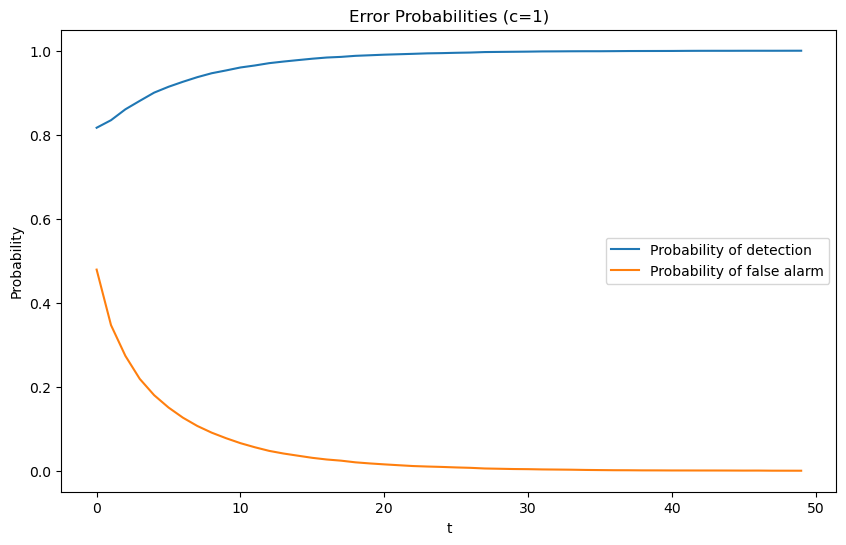 Error Probabilities (c=1)
Probability
1.0
0.8
0.6
0.4
0.2
0.0
Probability of detection
Probability of false alarm
0
10
20
30
40
50
t